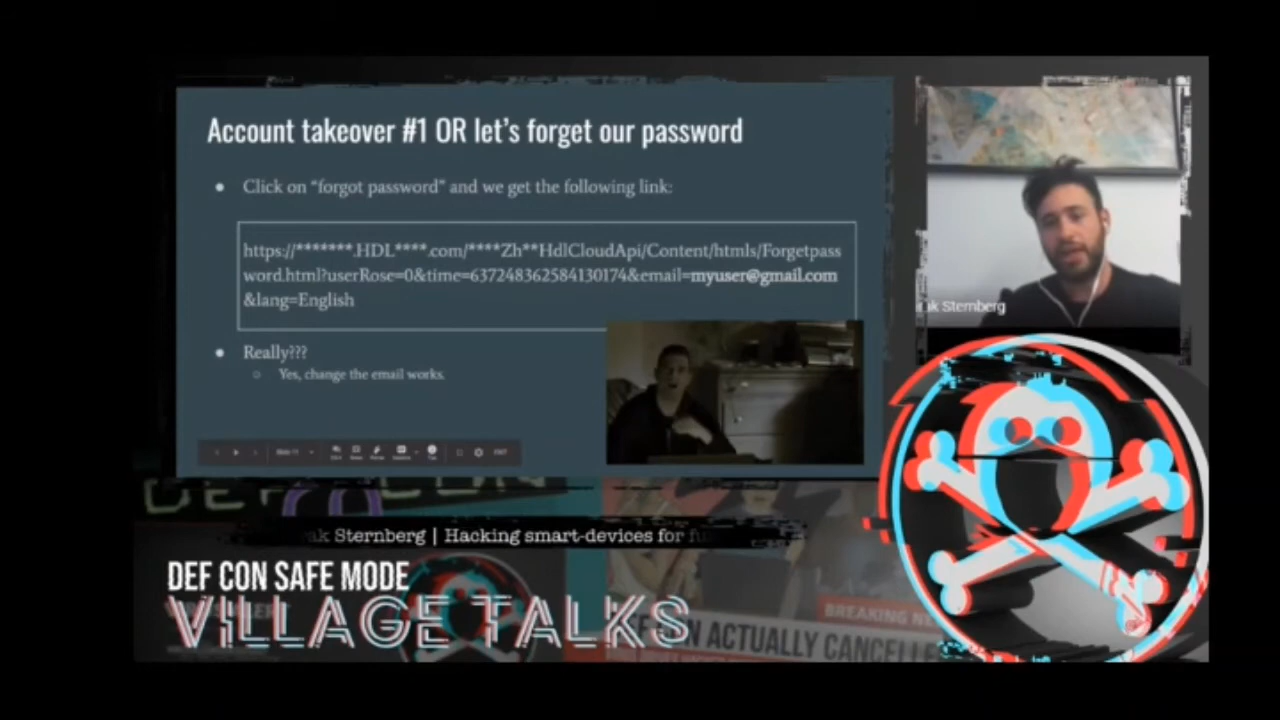 Account takeover #1 OR let's forget our password
● Click on "forgot password" and we get the following link:
https://*******.HDL****.com/****Zh**HdlCloudApi/Content/htmls/Forgetpass
word.html?userRose=0&time=637248362584130174&email=myuser@gmail.com
&lang=English
● Really???
○ Yes, change the email works.
Sternberg
DEF CON
Sternberg | Hacking smart-devices for
DEF CON SAFE MODE
VILLAGE TALKS
BREAKING
ACTUALLY